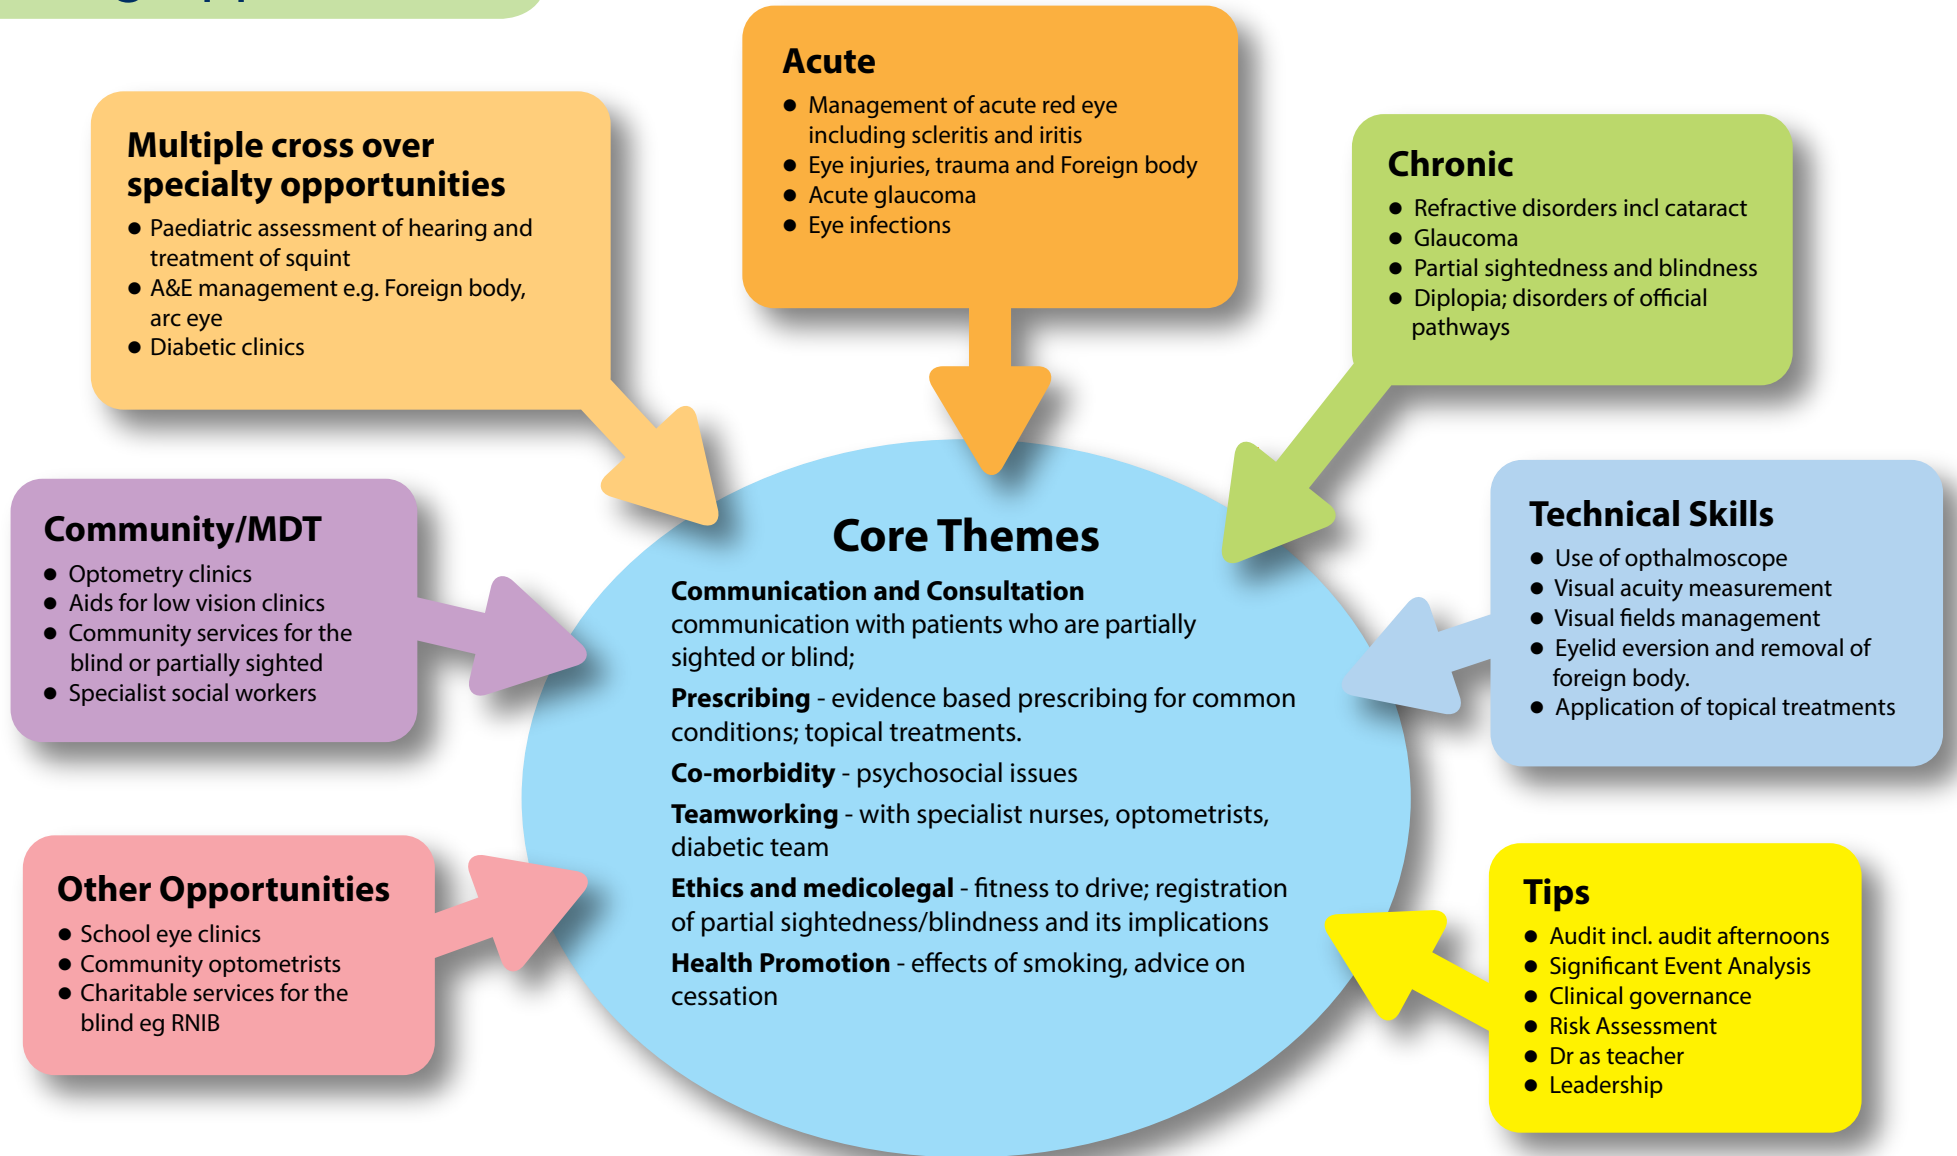 Multiple cross over
specialty opportunities
● Paediatric assessment of hearing and
treatment of squint
● A&E management e.g. Foreign body,
arc eye
● Diabetic clinics
Acute
● Management of acute red eye
including scleritis and iritis
● Eye injuries, trauma and Foreign body
● Acute glaucoma
● Eye infections
Chronic
● Refractive disorders incl cataract
● Glaucoma
● Partial sightedness and blindness
● Diplopia; disorders of official
pathways
Community/MDT
● Optometry clinics
● Aids for low vision clinics
● Community services for the
blind or partially sighted
● Specialist social workers
Core Themes
Communication and Consultation
communication with patients who are partially
sighted or blind;
Prescribing - evidence based prescribing for common
conditions; topical treatments.
Co-morbidity - psychosocial issues
Teamworking - with specialist nurses, optometrists,
diabetic team
Ethics and medicolegal - fitness to drive; registration
of partial sightedness/blindness and its implications
Health Promotion - effects of smoking, advice on
cessation
Technical Skills
● Use of opthalmoscope
● Visual acuity measurement
● Visual fields management
● Eyelid eversion and removal of
foreign body.
● Application of topical treatments
Other Opportunities
● School eye clinics
● Community optometrists
● Charitable services for the
blind eg RNIB
Tips
● Audit incl. audit afternoons
● Significant Event Analysis
● Clinical governance
● Risk Assessment
● Dr as teacher
● Leadership